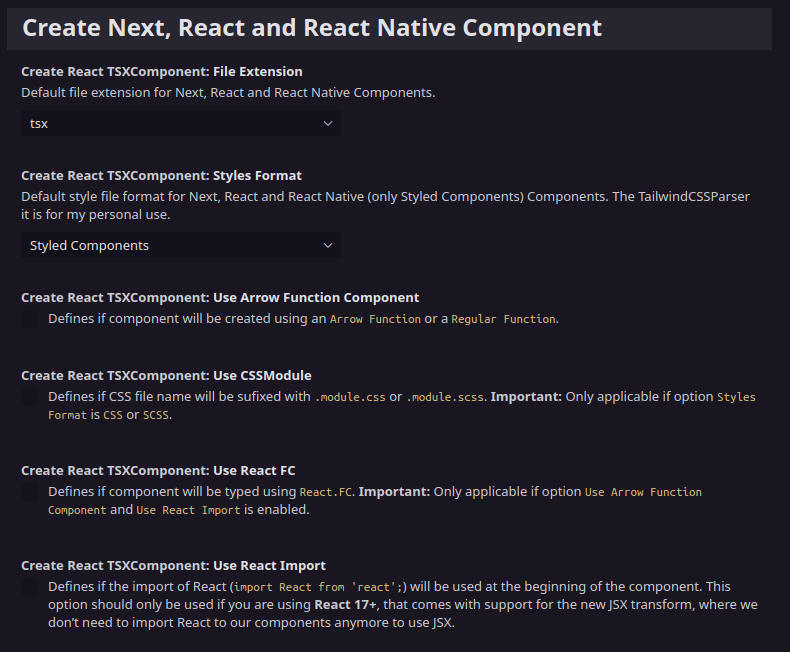 Create Next, React and React Native Component
Create React TSXComponent: File Extension
Default file extension for Next, React and React Native Components.
tsx
Create React TSXComponent: Styles Format
Default style file format for Next, React and React Native (only Styled Components) Components. The TailwindCSSParser
it is for my personal use.
Styled Components
Create React TSXComponent: Use Arrow Function Component
Defines if component will be created using an Arrow Function or a Regular Function.
Create React TSXComponent: Use CSSModule
Defines if CSS file name will be sufixed with .module.css or .module.scss. Important: Only applicable if option Styles
Format is CSS or SCSS.
Create React TSXComponent: Use React FC
Defines if component will be typed using React.FC. Important: Only applicable if option Use Arrow Function
Component and Use React Import is enabled.
Create React TSXComponent: Use React Import
Defines if the import of React (import React from 'react';) will be used at the beginning of the component. This
option should only be used if you are using React 17+, that comes with support for the new JSX transform, where we
don’t need to import React to our components anymore to use JSX.